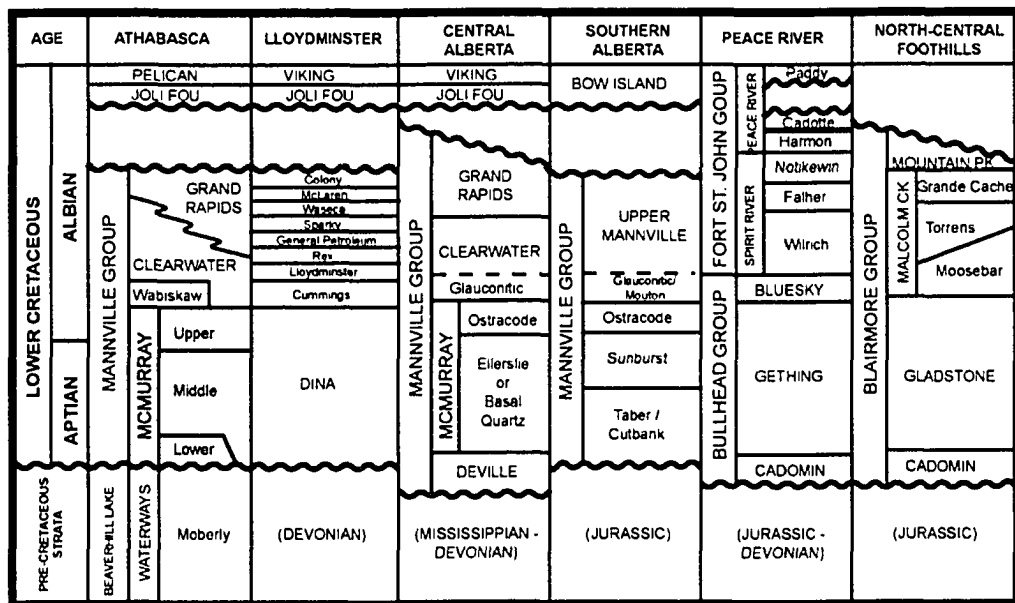 AGE
ATHABASCA
LLOYDMINSTER
CENTRAL
ALBERTA
SOUTHERN
ALBERTA
PEACE RIVER
NORTH-CENTRAL
FOOTHILLS
LOWER CRETACEOUS
ALBIAN
APTIAN
PRE-CRETACEOUS
STRATA
PELICAN
JOLI FOU
MANNVILLE GROUP
GRAND
RAPIDS
CLEARWATER
Wabiskaw
MCMURRAY
Upper
Middle
Lower
BEAVERHILL LAKE
WATERWAYS
Moberly
VIKING
JOLI FOU
Colony
McLaren
Waseca
Sparky
General Petroleum
Rex
Lloydminster
Cummings
DINA
(DEVONIAN)
VIKING
JOLI FOU
MANNVILLE GROUP
GRAND
RAPIDS
CLEARWATER
Glauconitic
MCMURRAY
Ostracode
Ellerslie
or
Basal
Quartz
DEVILLE
(MISSISSIPPIAN -
DEVONIAN)
BOW ISLAND
MANNVILLE GROUP
UPPER
MANNVILLE
Glauconitic/
Mouton
Ostracode
Sunburst
Taber /
Cutbank
(JURASSIC)
FORT ST. JOHN GOUP
PEACE RIVER
Paddy
Cadotte
Harmon
SPIRIT RIVER
Notikewin
Falher
Wilrich
BULLHEAD GROUP
BLUESKY
GETHING
CADOMIN
(JURASSIC -
DEVONIAN)
BLAIRMORE GROUP
MOUNTAIN PK
MALCOLM CK
Grande Cache
Torrens
Moosebar
GLADSTONE
CADOMIN
(JURASSIC)